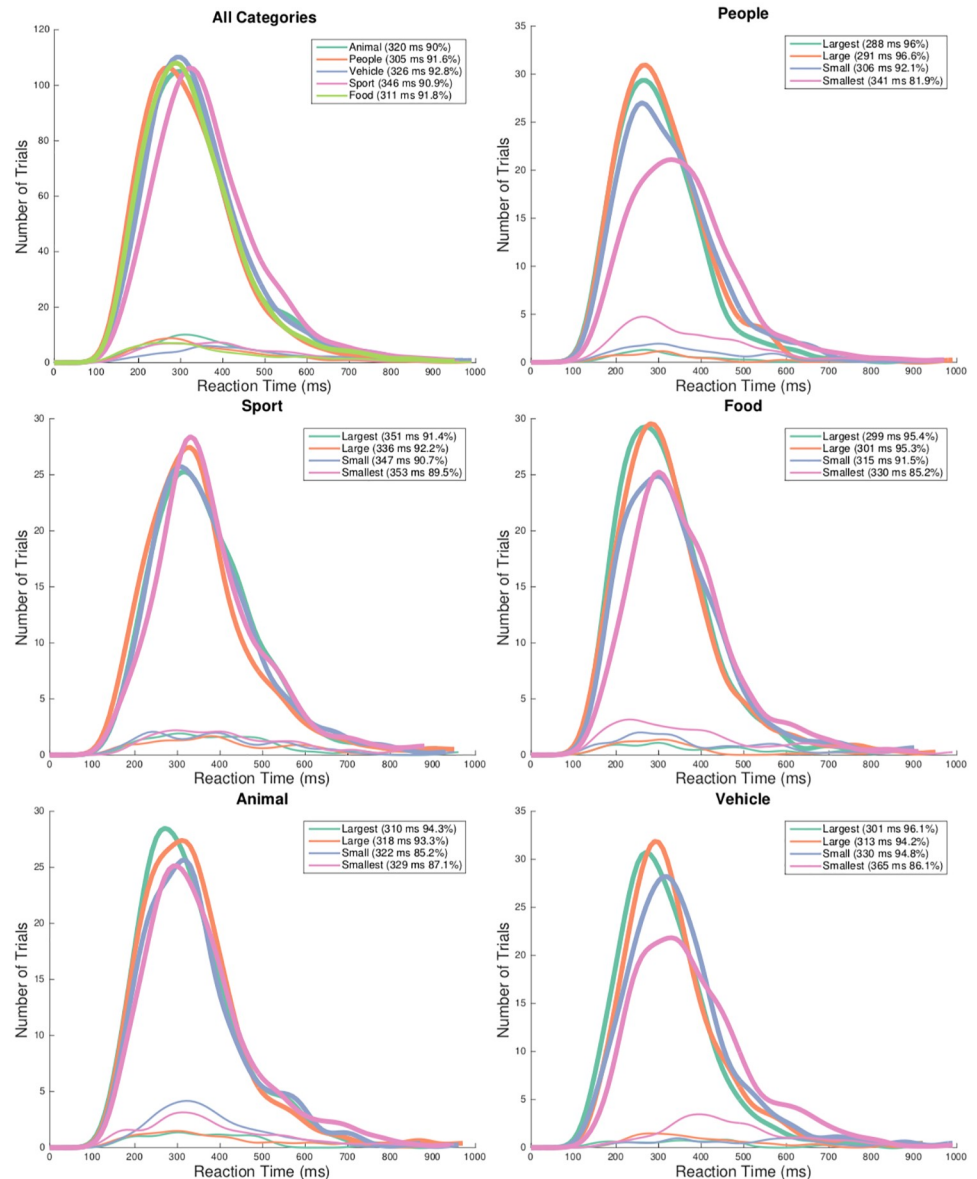 All Categories
Number of Trials
120
100
80
60
40
20
0
0 100 200 300 400 500 600 700 800 900 1000
Reaction Time (ms)
Animal (320 ms 90%)
People (305 ms 91.6%)
Vehicle (326 ms 92.8%)
Sport (346 ms 90.9%)
Food (311 ms 91.8%)
People
Number of Trials
35
30
25
20
15
10
5
0
0 100 200 300 400 500 600 700 800 900 1000
Reaction Time (ms)
Largest (288 ms 96%)
Large (291 ms 96.6%)
Small (306 ms 92.1%)
Smallest (341 ms 81.9%)
Sport
Number of Trials
30
25
20
15
10
5
0
0 100 200 300 400 500 600 700 800 900 1000
Reaction Time (ms)
Largest (351 ms 91.4%)
Large (336 ms 92.2%)
Small (347 ms 90.7%)
Smallest (353 ms 89.5%)
Food
Number of Trials
30
25
20
15
10
5
0
0 100 200 300 400 500 600 700 800 900 1000
Reaction Time (ms)
Largest (299 ms 95.4%)
Large (301 ms 95.3%)
Small (315 ms 91.5%)
Smallest (330 ms 85.2%)
Animal
Number of Trials
30
25
20
15
10
5
0
0 100 200 300 400 500 600 700 800 900 1000
Reaction Time (ms)
Largest (310 ms 94.3%)
Large (318 ms 93.3%)
Small (322 ms 85.2%)
Smallest (329 ms 87.1%)
Vehicle
Number of Trials
35
30
25
20
15
10
5
0
0 100 200 300 400 500 600 700 800 900 1000
Reaction Time (ms)
Largest (301 ms 96.1%)
Large (313 ms 94.2%)
Small (330 ms 94.8%)
Smallest (365 ms 86.1%)